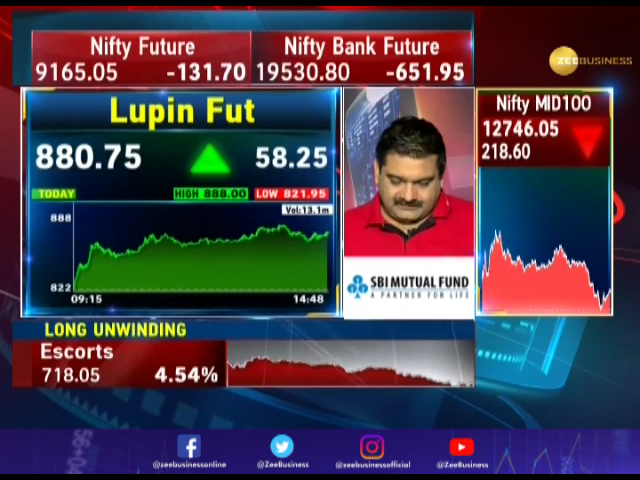 Nifty Future
9165.05 -131.70
Nifty Bank Future
19530.80 -651.95
ZEEBUSINESS
Lupin Fut
880.75 58.25
TODAY HIGH 888.00 LOW 821.95
Vol:13.1m
888
822
09:15 14:48
SBI MUTUAL FUND
A PARTNER FOR LIFE
Nifty MID100
12746.05
218.60
LONG UNWINDING
Escorts
718.05 4.54%
@zeebusinessonline
@ZeeBusiness
@zeebusinessofficial
@ZeeBusiness